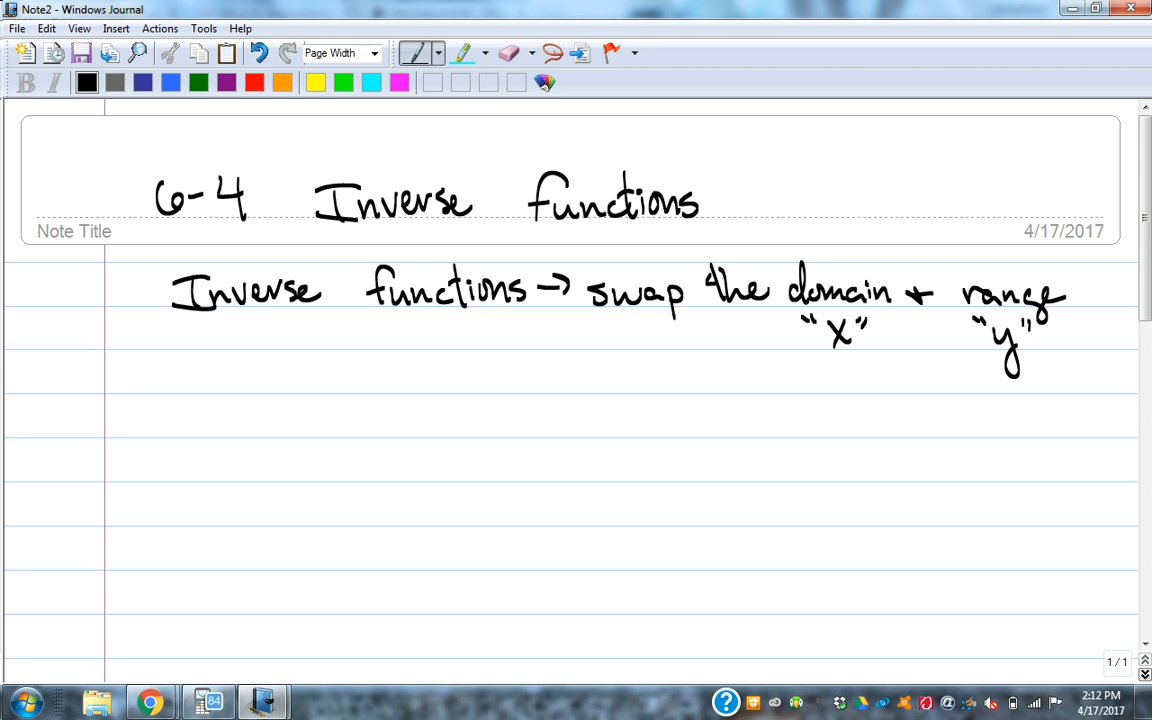 Note2 - Windows Journal
File Edit View Insert Actions Tools Help
Page Width
B I
6-4 Inverse functions
Note Title 4/17/2017
Inverse functions → swap the domain + range
"x" "y"
1 / 1
84
2:12 PM
4/17/2017